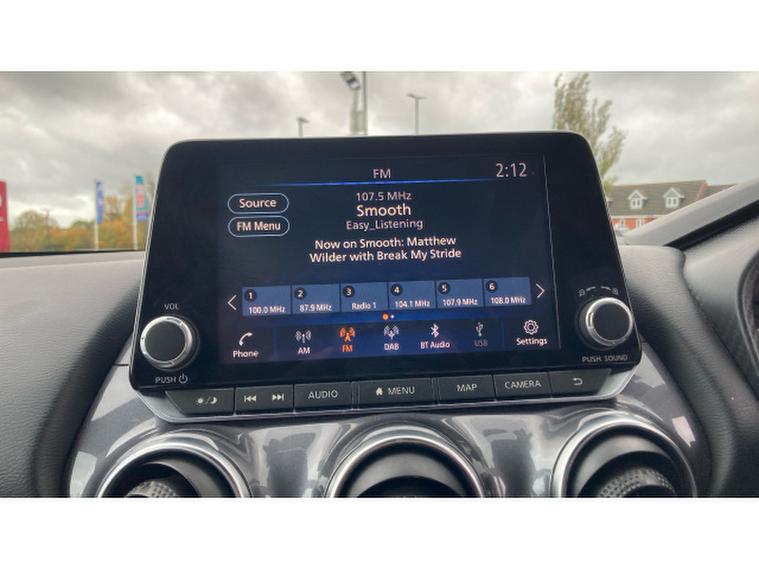 FM
2:12
Source
107.5 MHz
Smooth
FM Menu
Easy_Listening
Now on Smooth: Matthew
Wilder with Break My Stride
1 2 3 4 5 6
100.0 MHz 87.9 MHz Radio 1 104.1 MHz 107.9 MHz 108.0 MHz
Phone AM FM DAB BT Audio USB Settings
VOL
PUSH
PUSH SOUND
AUDIO MENU MAP CAMERA